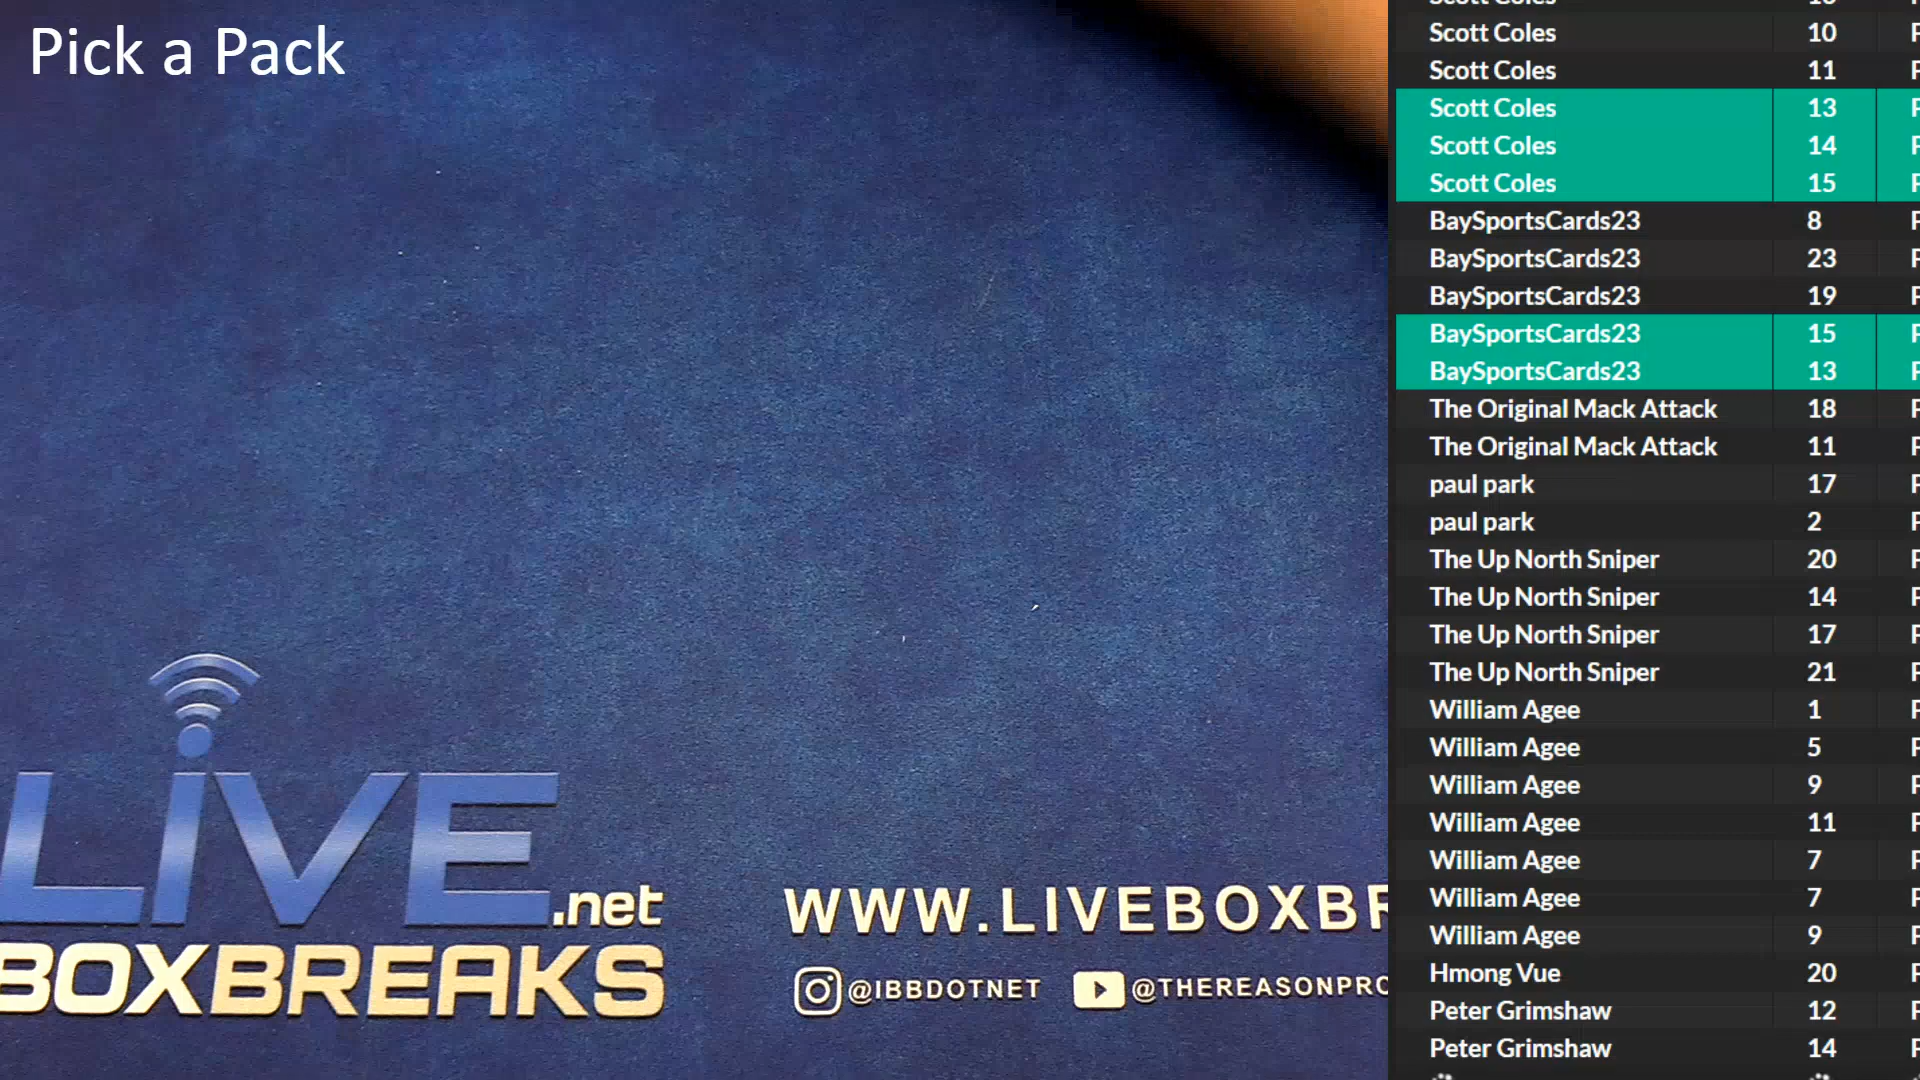 Pick a Pack
LIVE.net
BOXBREAKS
WWW.LIVEBOXBR
@IBBDOTNET @THEREASONPRO
Scott Coles 10
Scott Coles 11
Scott Coles 13
Scott Coles 14
Scott Coles 15
BaySportsCards23 8
BaySportsCards23 23
BaySportsCards23 19
BaySportsCards23 15
BaySportsCards23 13
The Original Mack Attack 18
The Original Mack Attack 11
paul park 17
paul park 2
The Up North Sniper 20
The Up North Sniper 14
The Up North Sniper 17
The Up North Sniper 21
William Agee 1
William Agee 5
William Agee 9
William Agee 11
William Agee 7
William Agee 7
William Agee 9
Hmong Vue 20
Peter Grimshaw 12
Peter Grimshaw 14